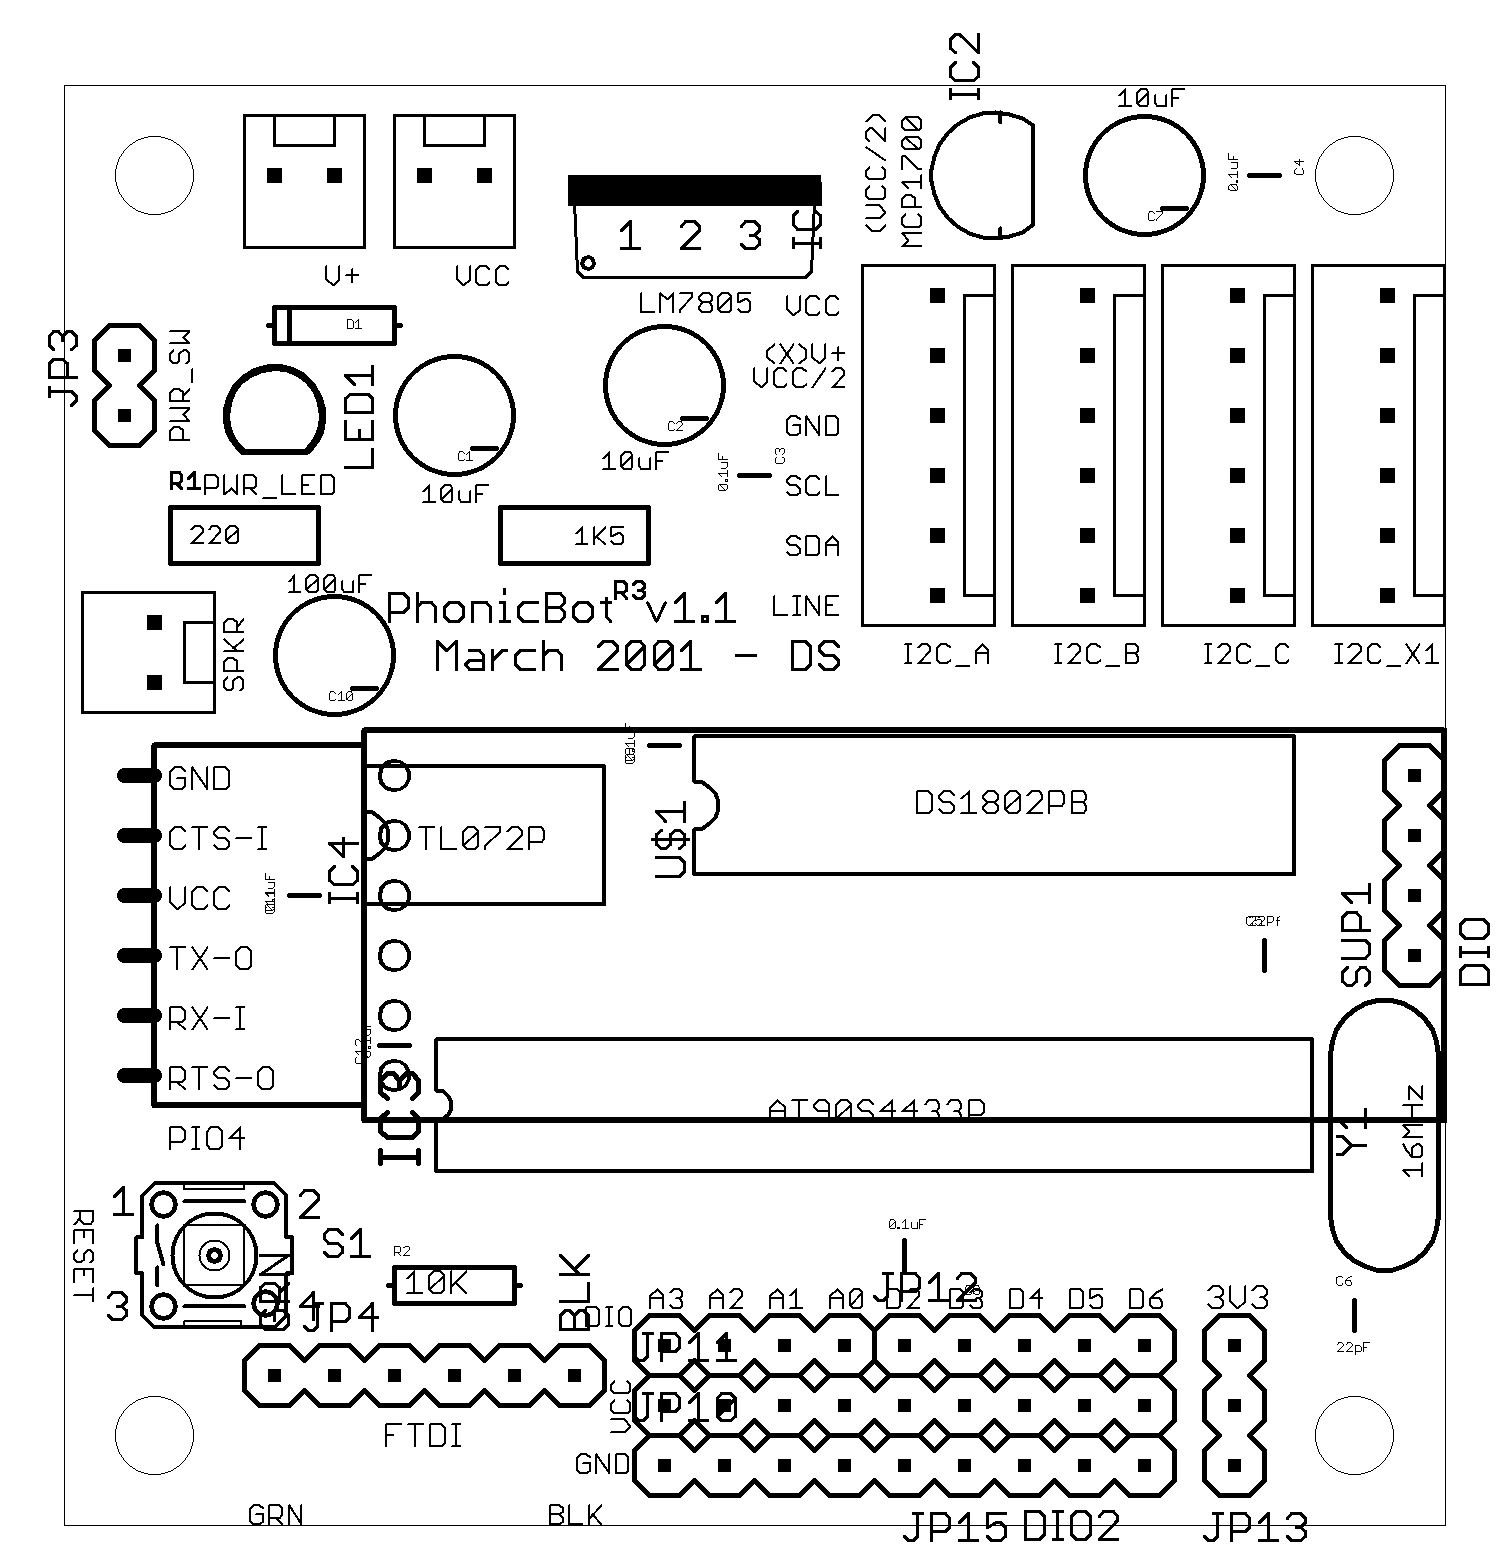 IC2
10uF
(VCC/2)
MCP1700
0.1uF
C4
C7
V+
VCC
1 2 3
IC
LM7805
D1
JP3
PWR_SW
LED1
C1
10uF
C2
10uF
0.1uF
C3
VCC
(X)V+
VCC/2
GND
SCL
SDA
LINE
R1
PWR_LED
220
1K5
R3
100uF
PhonicBot v1.1
March 2001 - DS
SPKR
C10
I2C_A
I2C_B
I2C_C
I2C_X1
GND
CTS-I
VCC
TX-O
RX-I
RTS-O
PIO4
IC4
TL072P
U$1
DS1802PB
SUP1
DIO
22Pf
C12
0.1uF
IC3
AT90S4433P
Y1
16MHz
RESET
1 2
3 4
S1
R2
10K
GRN
JP4
BLK
FTDI
GRN
BLK
0.1uF
JP12
DIO
A3 A2 A1 A0 D2 D3 D4 D5 D6
3V3
JP11
VCC
JP10
GND
C6
22pF
JP15
DIO2
JP13